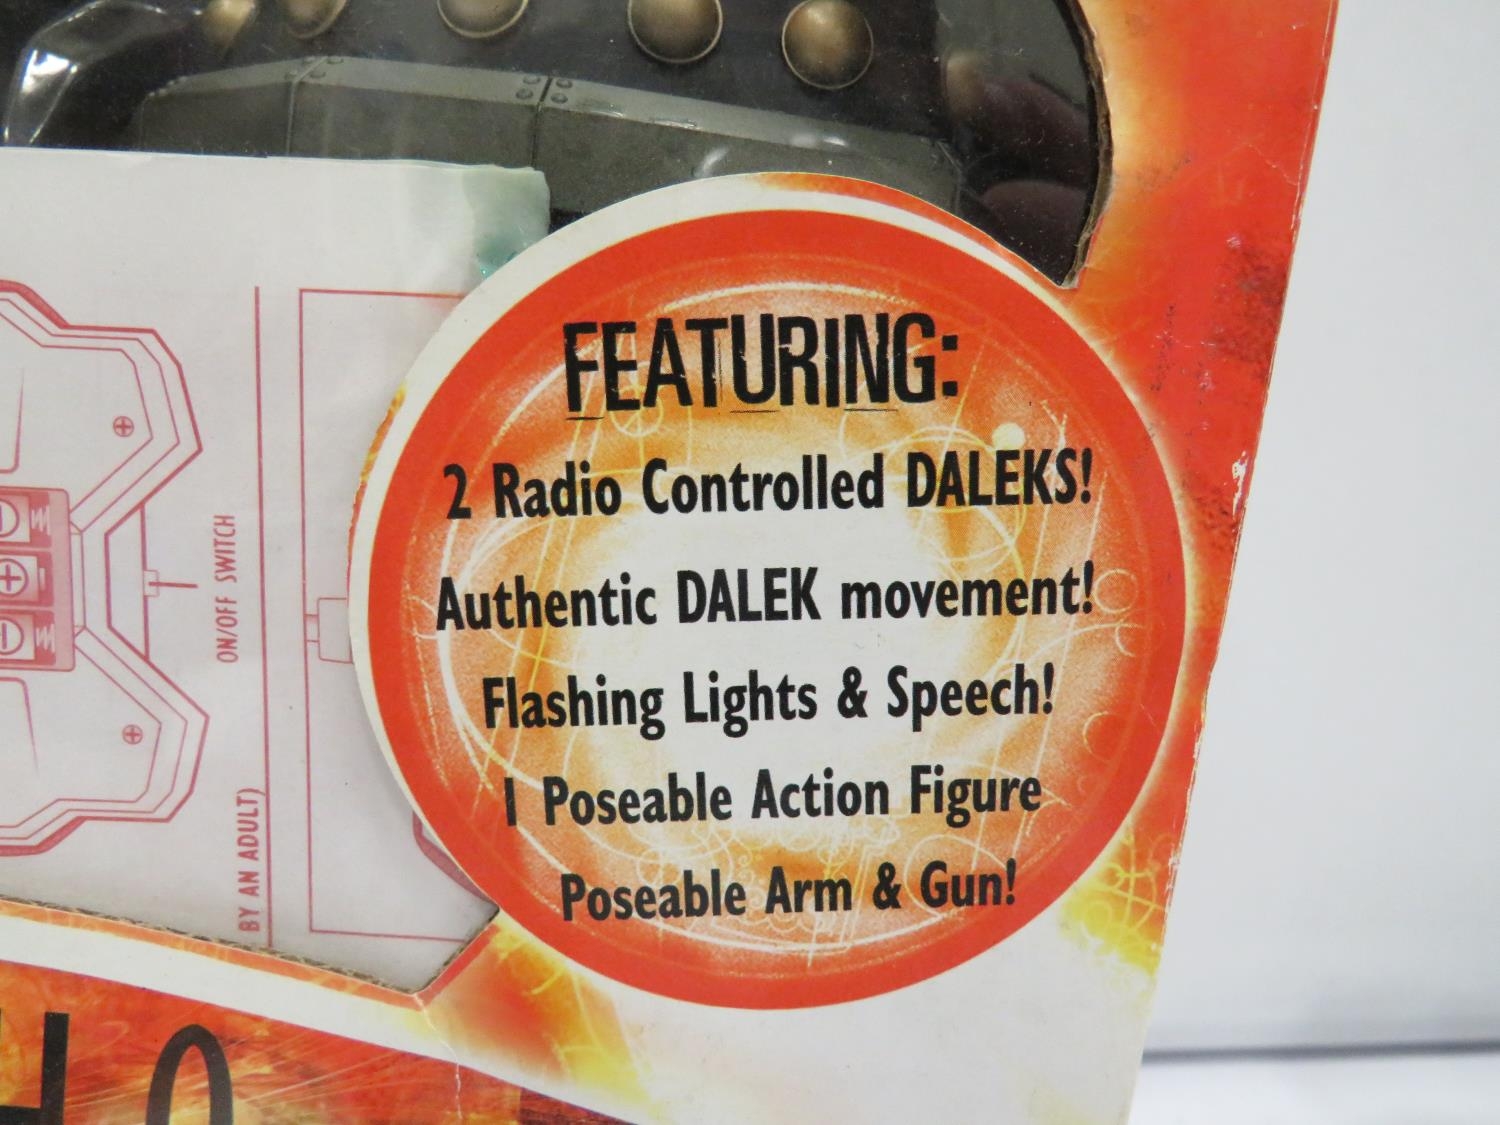 FEATURING:
2 Radio Controlled DALEKS!
Authentic DALEK movement!
Flashing Lights & Speech!
1 Poseable Action Figure
Poseable Arm & Gun!
ON/OFF SWITCH
BY AN ADULT)
HO